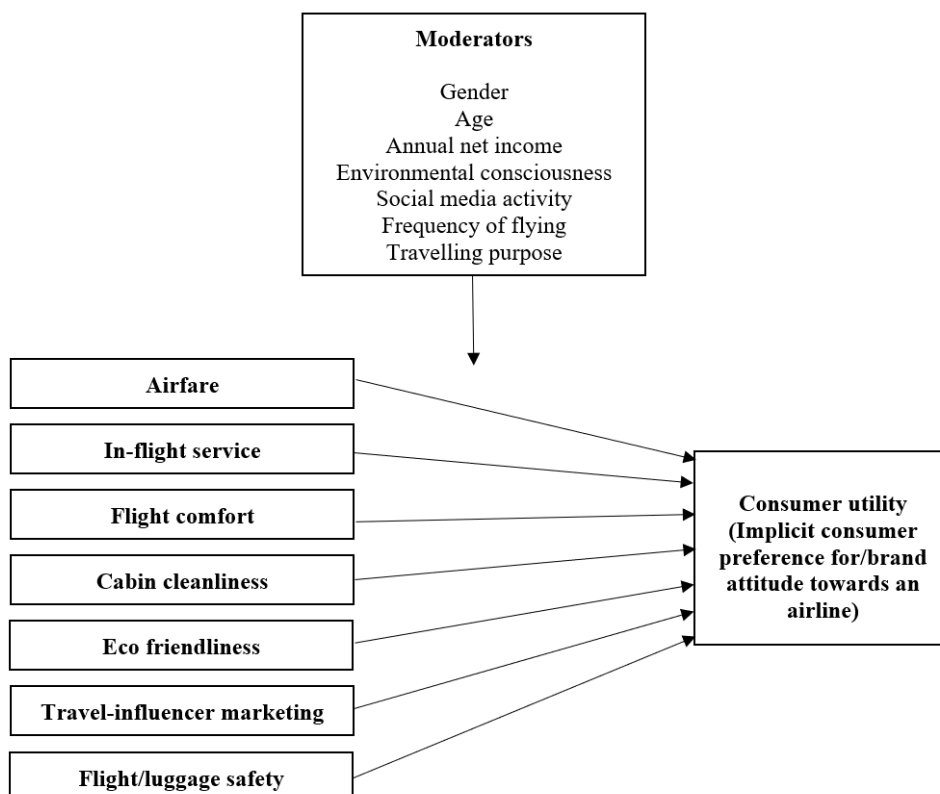 Moderators
Gender
Age
Annual net income
Environmental consciousness
Social media activity
Frequency of flying
Travelling purpose
Airfare
In-flight service
Flight comfort
Cabin cleanliness
Eco friendliness
Travel-influencer marketing
Flight/luggage safety
Consumer utility
(Implicit consumer
preference for/brand
attitude towards an
airline)